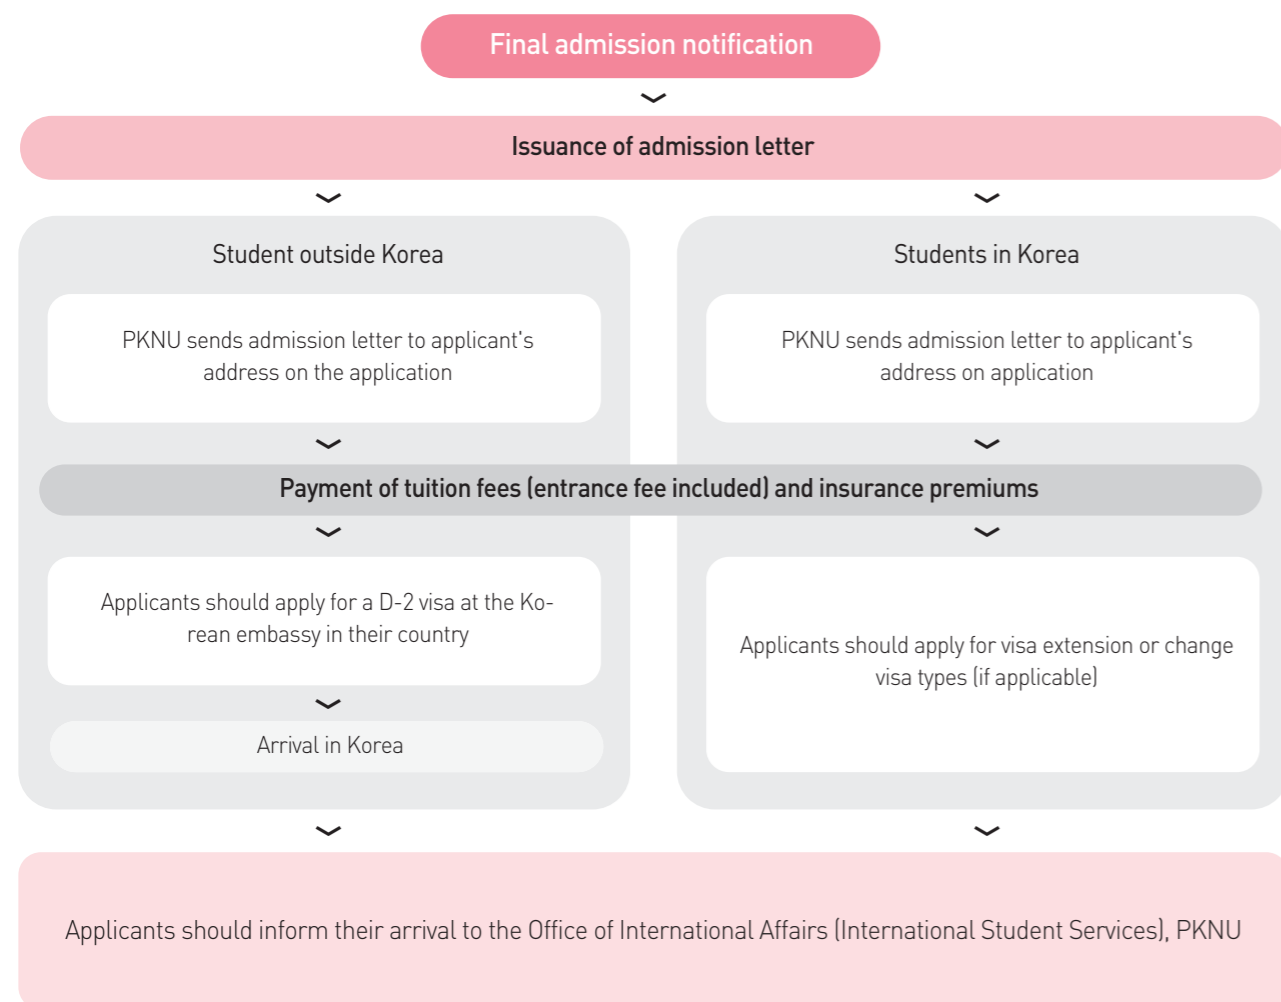 Final admission notification
Issuance of admission letter
Student outside Korea
PKNU sends admission letter to applicant's
address on the application
Students in Korea
PKNU sends admission letter to applicant's
address on application
Payment of tuition fees (entrance fee included) and insurance premiums
Applicants should apply for a D-2 visa at the Ko-
rean embassy in their country
Arrival in Korea
Applicants should apply for visa extension or change
visa types (if applicable)
Applicants should inform their arrival to the Office of International Affairs (International Student Services), PKNU